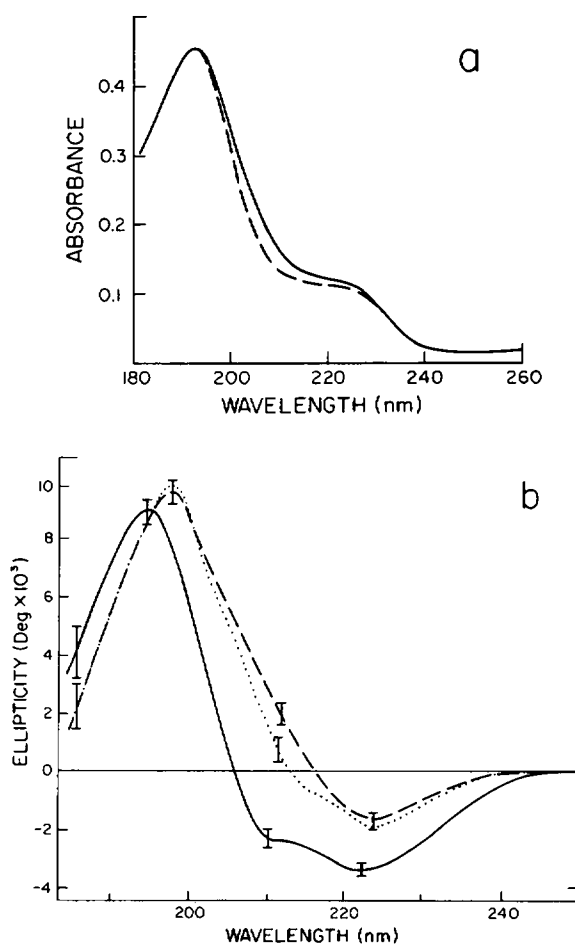 a
0.4
0.3
0.2
0.1
ABSORBANCE
180 200 220 240 260
WAVELENGTH (nm)
b
10
8
6
4
2
0
-2
-4
ELLIPTICITY (Deg × 10³)
200 220 240
WAVELENGTH (nm)